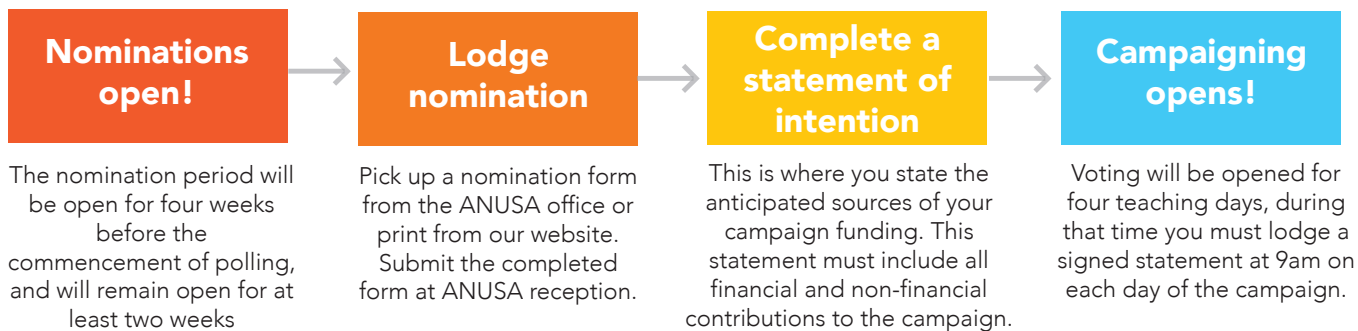 Nominations
open!
The nomination period will
be open for four weeks
before the
commencement of polling,
and will remain open for at
least two weeks
Lodge
nomination
Pick up a nomination form
from the ANUSA office or
print from our website.
Submit the completed
form at ANUSA reception.
Complete a
statement of
intention
This is where you state the
anticipated sources of your
campaign funding. This
statement must include all
financial and non-financial
contributions to the campaign.
Campaigning
opens!
Voting will be opened for
four teaching days, during
that time you must lodge a
signed statement at 9am on
each day of the campaign.